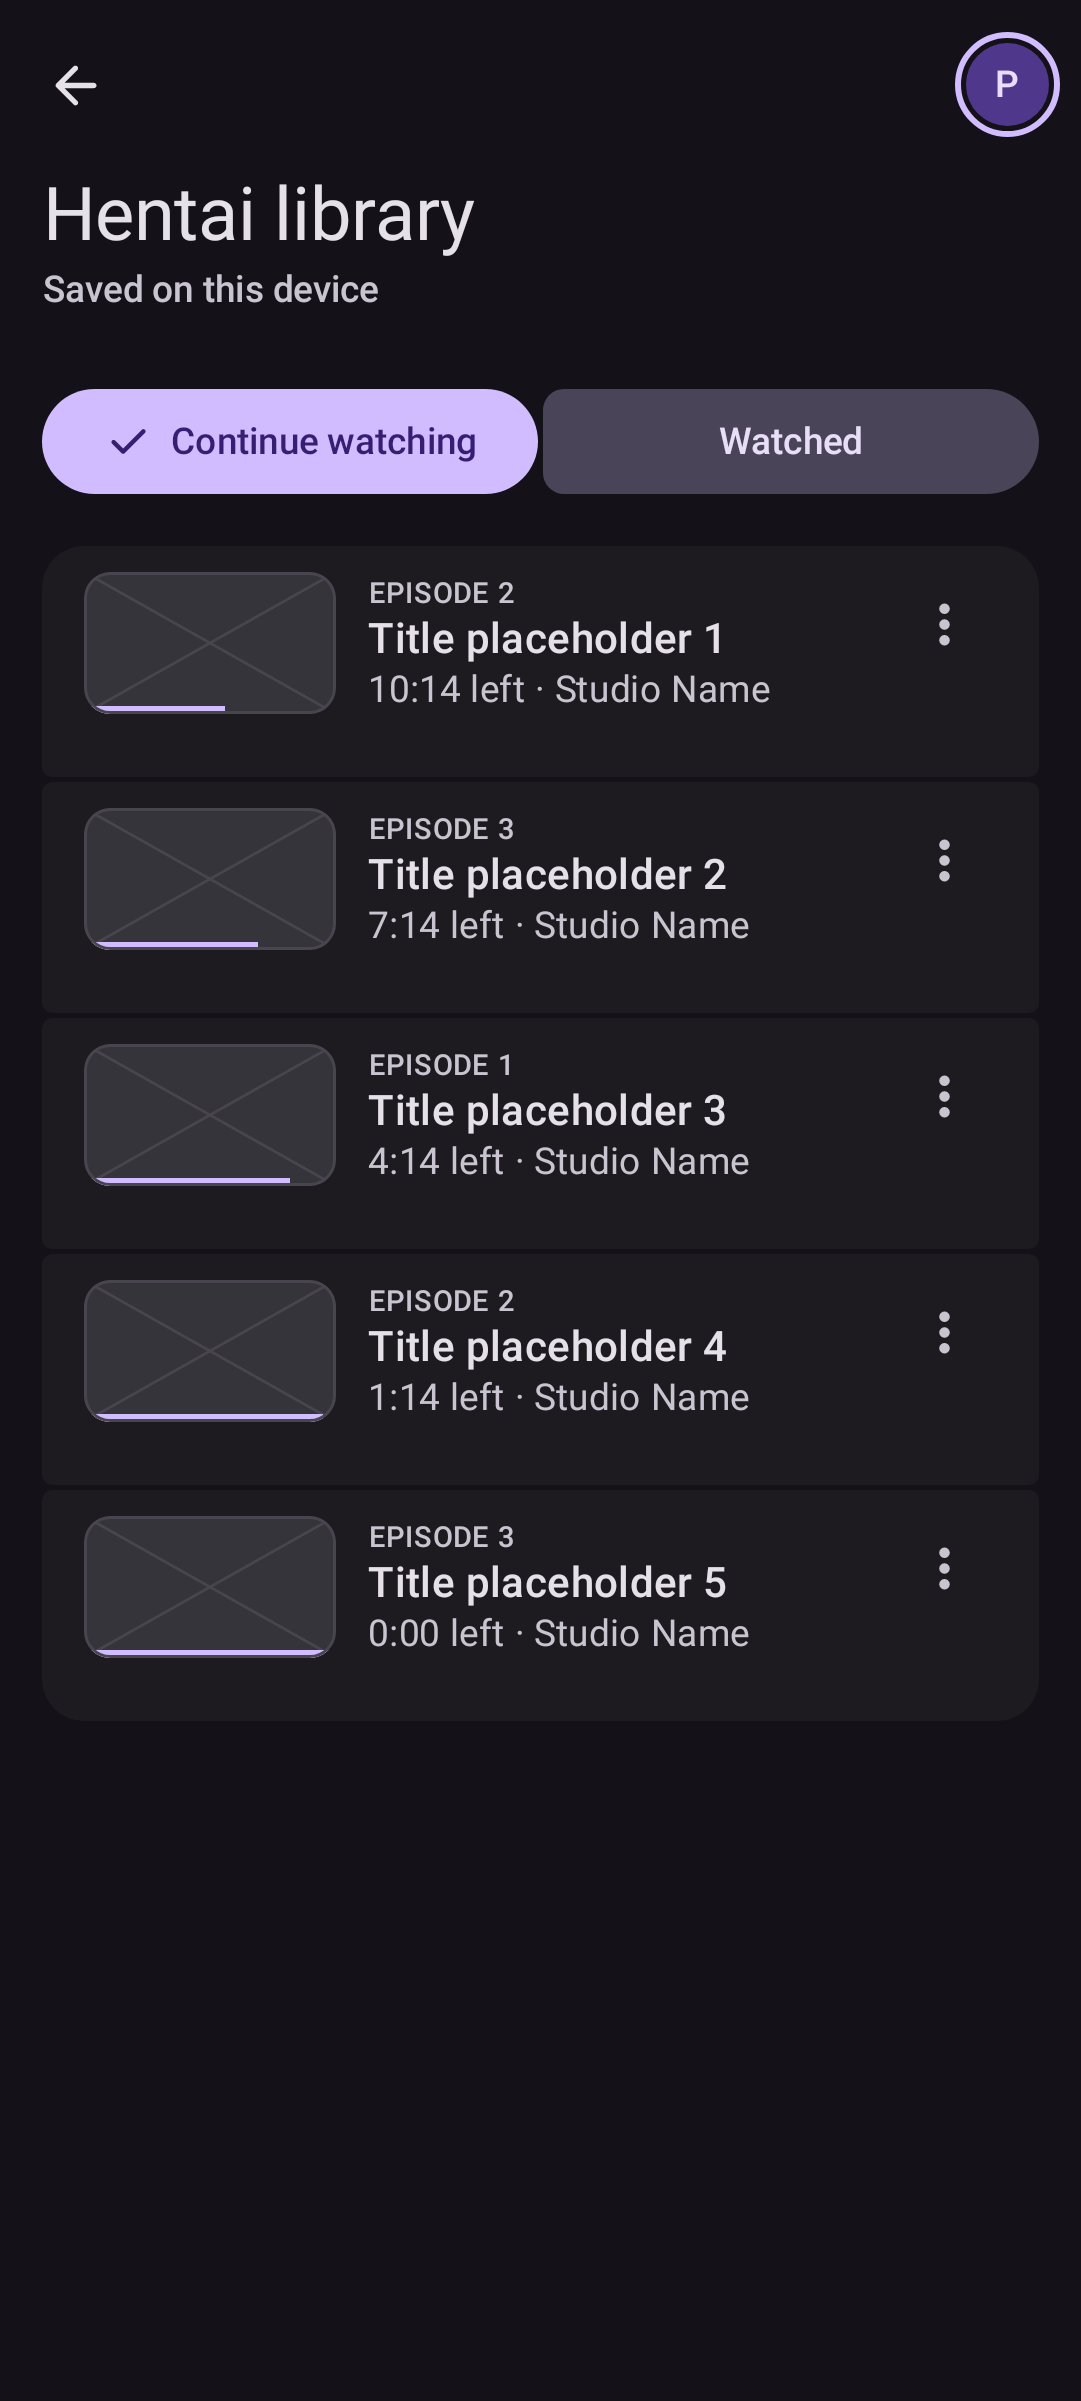 P
Hentai library
Saved on this device
Continue watching
Watched
EPISODE 2
Title placeholder 1
10:14 left · Studio Name
EPISODE 3
Title placeholder 2
7:14 left · Studio Name
EPISODE 1
Title placeholder 3
4:14 left · Studio Name
EPISODE 2
Title placeholder 4
1:14 left · Studio Name
EPISODE 3
Title placeholder 5
0:00 left · Studio Name